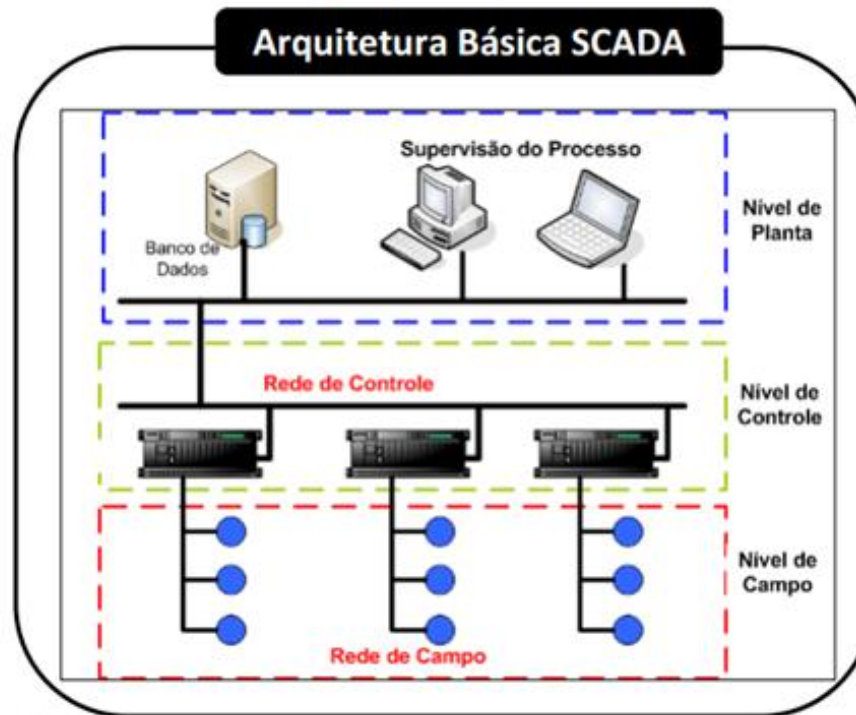 Arquitetura Básica SCADA
Supervisão do Processo
Banco de
Dados
Nível de
Planta
Rede de Controle
Nível de
Controle
Nível de
Campo
Rede de Campo